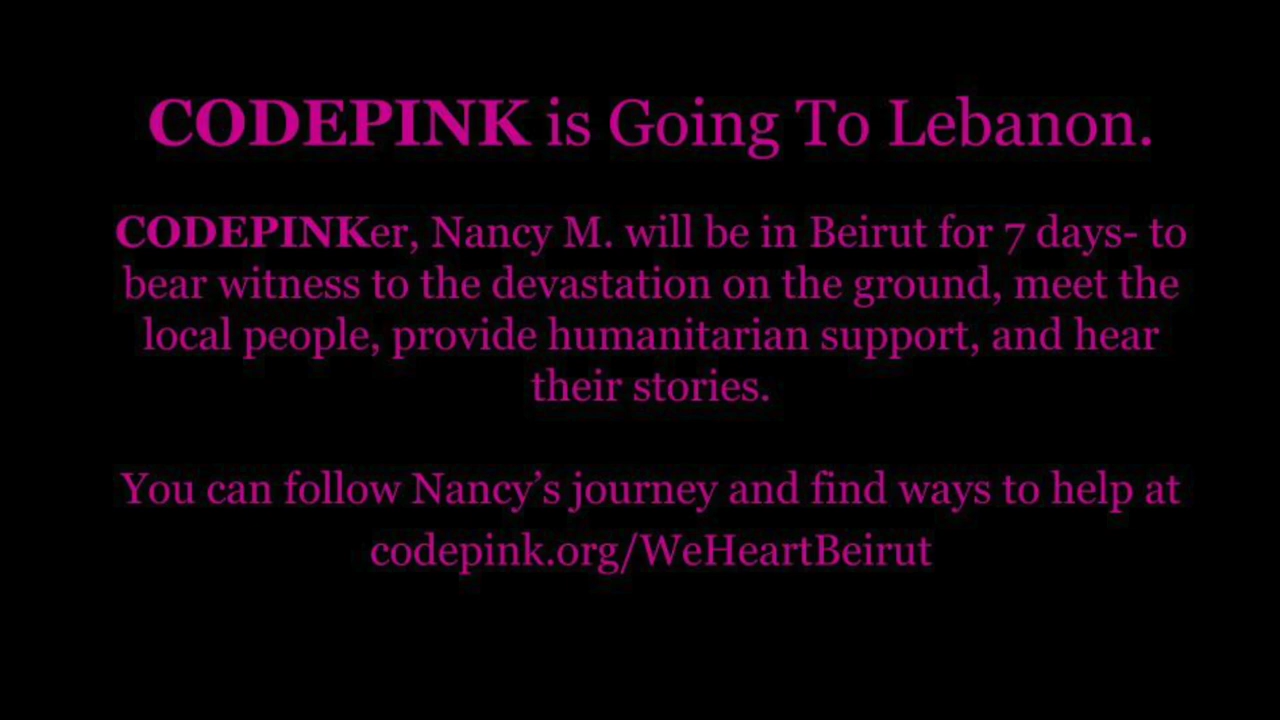 CODEPINK is Going To Lebanon.
CODEPINKer, Nancy M. will be in Beirut for 7 days- to
bear witness to the devastation on the ground, meet the
local people, provide humanitarian support, and hear
their stories.
You can follow Nancy’s journey and find ways to help at
codepink.org/WeHeartBeirut